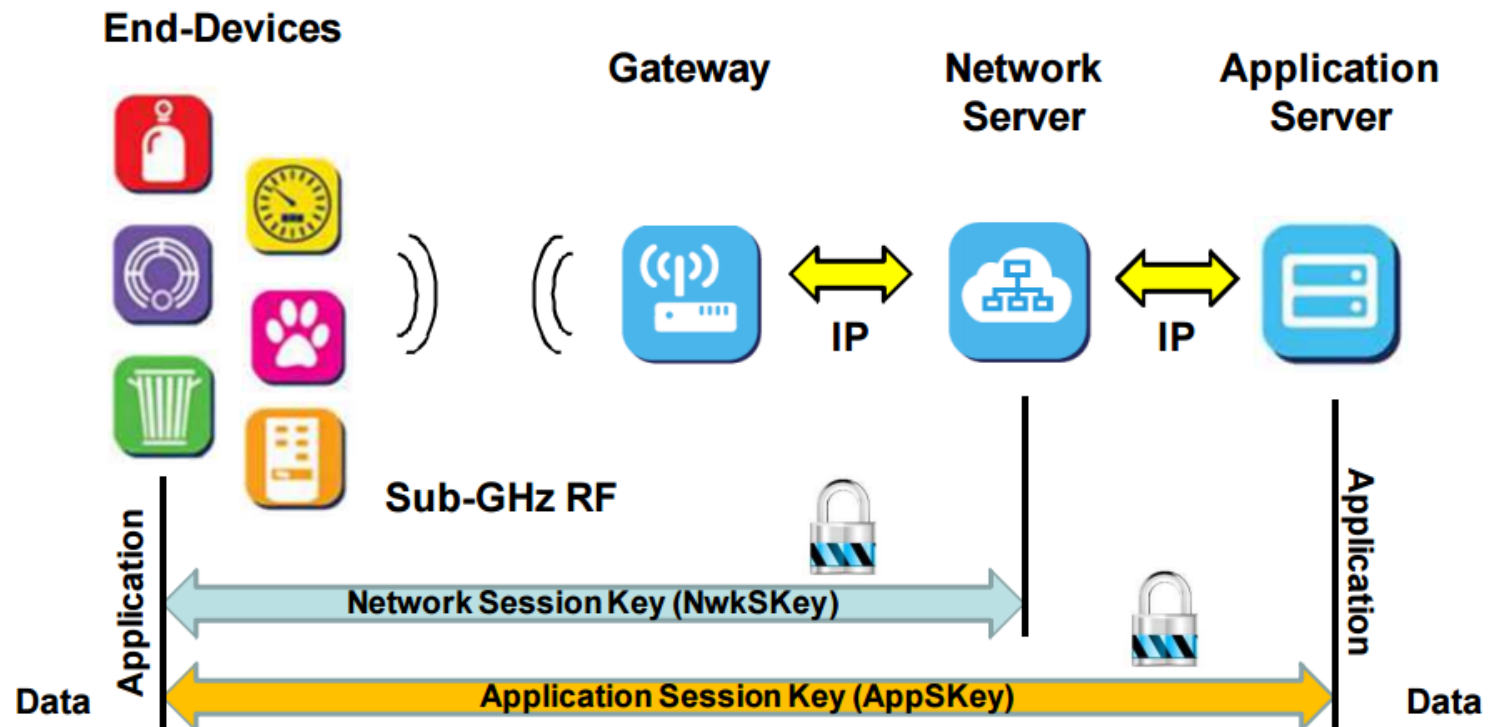 End-Devices
Gateway
Network
Server
Application
Server
IP
IP
Sub-GHz RF
Application
Application
Network Session Key (NwkSKey)
Data
Application Session Key (AppSKey)
Data